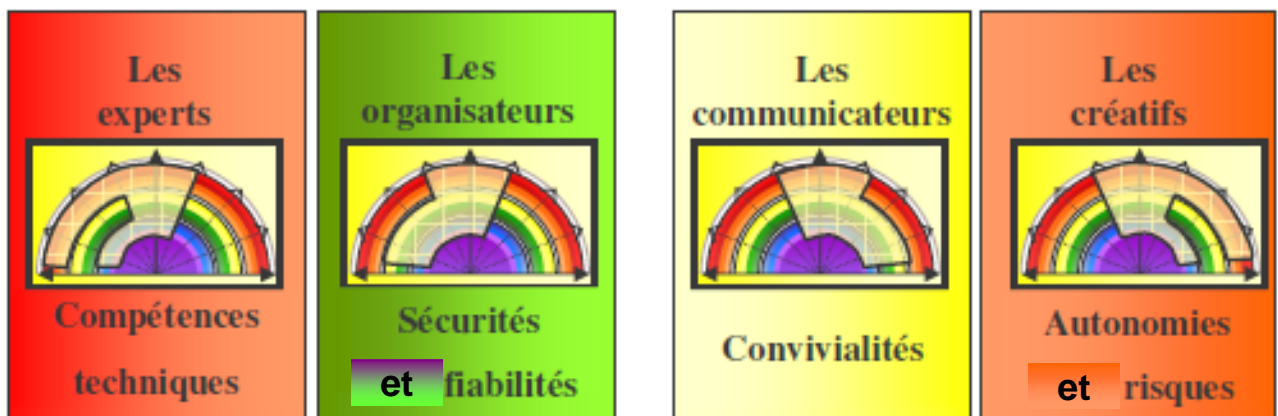 Les
experts
Compétences
techniques
Les
organisateurs
Sécurités
et fiabilités
Les
communicateurs
Convivialités
Les
créatifs
Autonomies
et risques